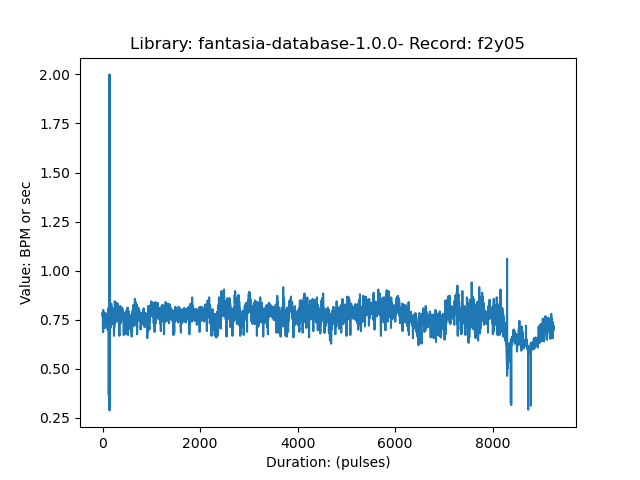 Library: fantasia-database-1.0.0- Record: f2y05
2.00
1.75
1.50
1.25
1.00
0.75
0.50
0.25
Value: BPM or sec
0 2000 4000 6000 8000
Duration: (pulses)